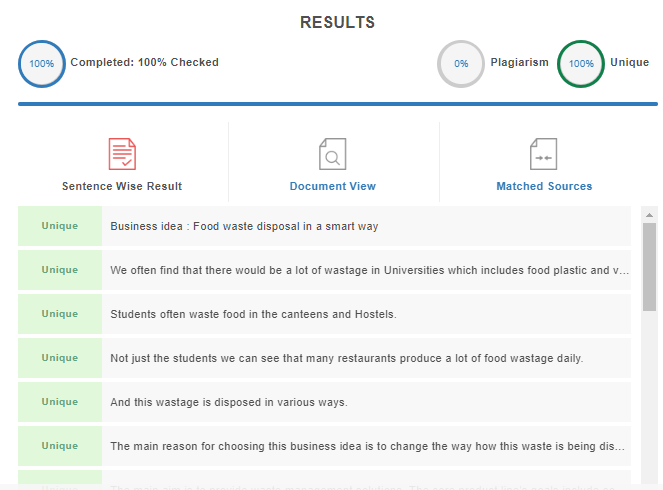 RESULTS
100% Completed: 100% Checked 0% Plagiarism 100% Unique
Sentence Wise Result Document View Matched Sources
Unique Business idea : Food waste disposal in a smart way
Unique We often find that there would be a lot of wastage in Universities which includes food plastic and v...
Unique Students often waste food in the canteens and Hostels.
Unique Not just the students we can see that many restaurants produce a lot of food wastage daily.
Unique And this wastage is disposed in various ways.
Unique The main reason for choosing this business idea is to change the way how this waste is being dis...